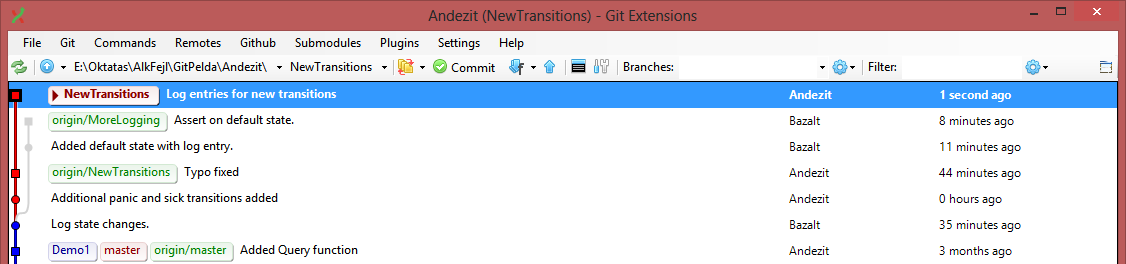 Andezit (NewTransitions) - Git Extensions
File Git Commands Remotes Github Submodules Plugins Settings Help
E:\Oktatas\AlkFejl\GitPelda\Andezit\ NewTransitions Commit Branches: Filter:
NewTransitions Log entries for new transitions Andezit 1 second ago
origin/MoreLogging Assert on default state. Bazalt 8 minutes ago
Added default state with log entry. Bazalt 11 minutes ago
origin/NewTransitions Typo fixed Andezit 44 minutes ago
Additional panic and sick transitions added Andezit 0 hours ago
Log state changes. Bazalt 35 minutes ago
Demo1 master origin/master Added Query function Andezit 3 months ago